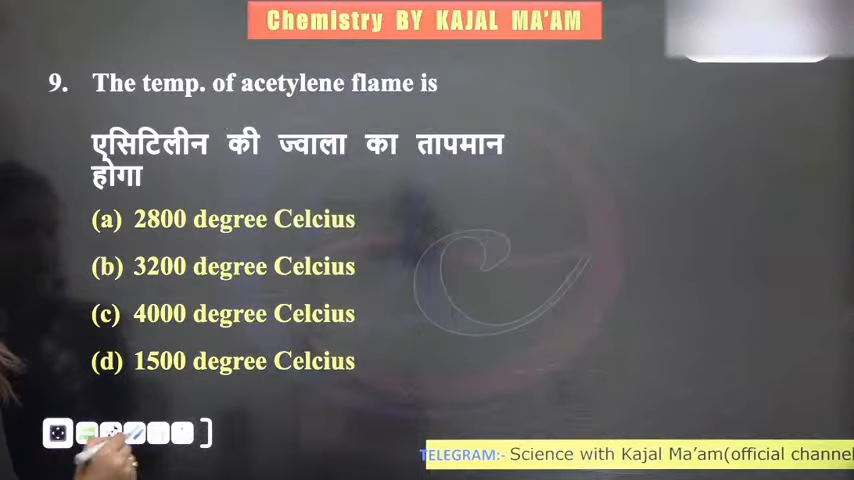 Chemistry BY KAJAL MA’AM
9. The temp. of acetylene flame is
एसिटिलीन की ज्वाला का तापमान
होगा
(a) 2800 degree Celcius
(b) 3200 degree Celcius
(c) 4000 degree Celcius
(d) 1500 degree Celcius
TELEGRAM:- Science with Kajal Ma’am(official channel